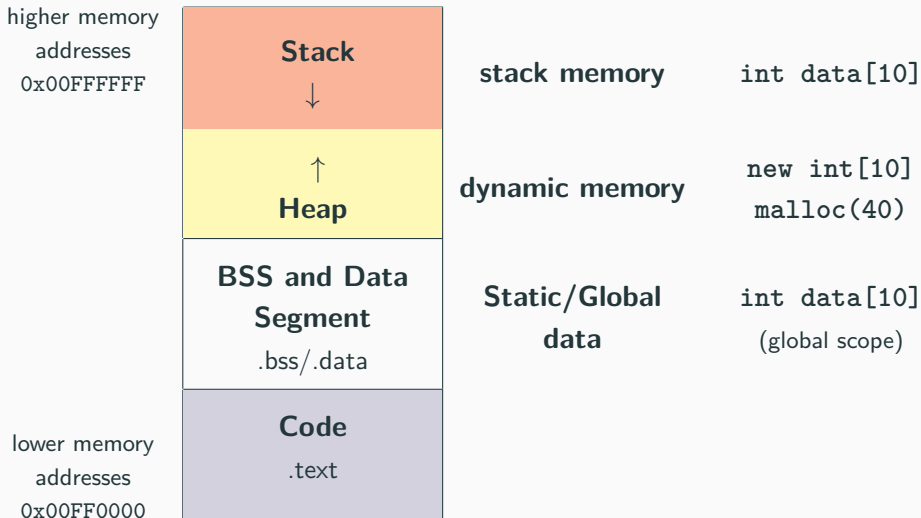 higher memory
addresses
0x00FFFFFF
Stack
↓
stack memory
int data[10]
↑
Heap
dynamic memory
new int[10]
malloc(40)
BSS and Data
Segment
.bss/.data
Static/Global
data
int data[10]
(global scope)
Code
.text
lower memory
addresses
0x00FF0000